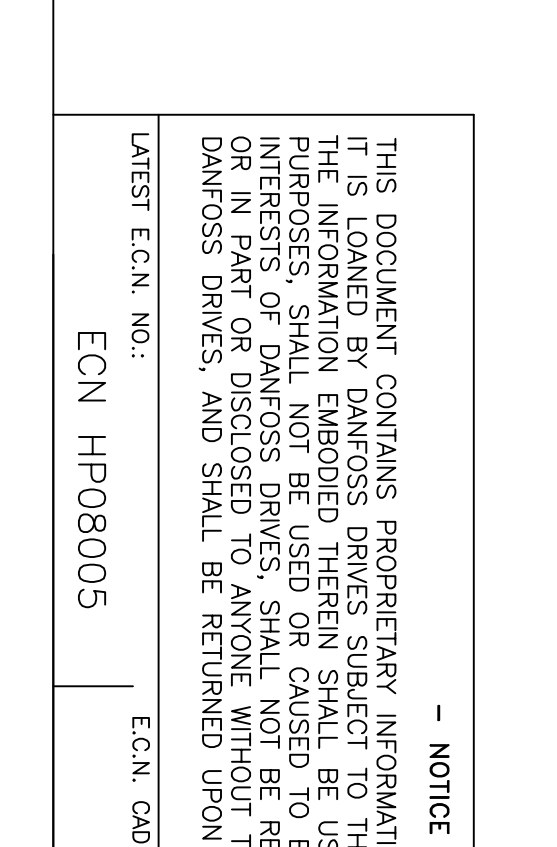 — NOTICE
THIS DOCUMENT CONTAINS PROPRIETARY INFORMATI
IT IS LOANED BY DANFOSS DRIVES SUBJECT TO TH
THE INFORMATION EMBODIED THEREIN SHALL BE US
PURPOSES, SHALL NOT BE USED OR CAUSED TO B
INTERESTS OF DANFOSS DRIVES, SHALL NOT BE RE
OR IN PART OR DISCLOSED TO ANYONE WITHOUT T
DANFOSS DRIVES, AND SHALL BE RETURNED UPON
LATEST E.C.N. NO.:
E.C.N. CAD
ECN HP08005